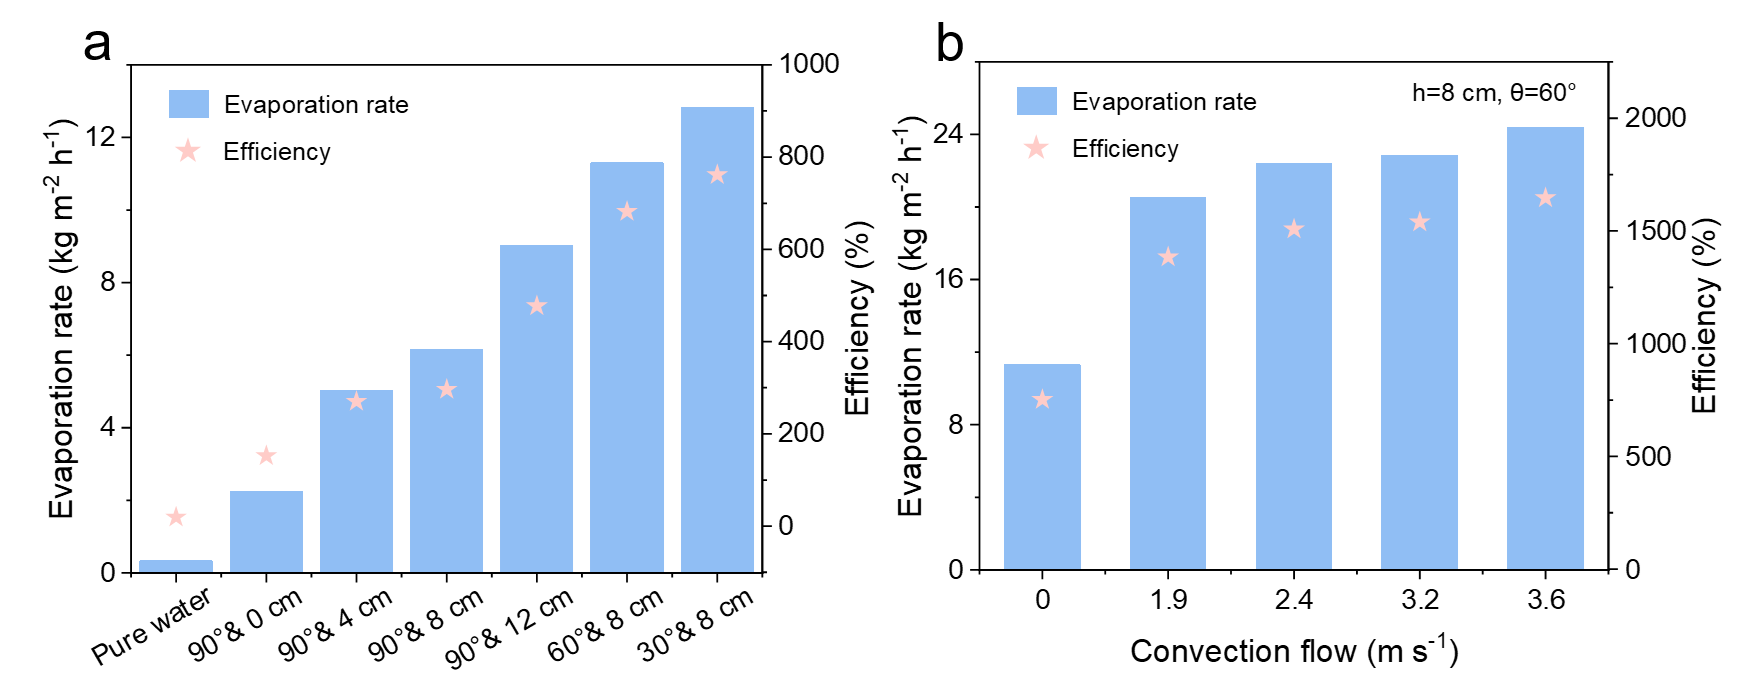 a
Evaporation rate
Efficiency
Evaporation rate (kg m⁻² h⁻¹)
12
8
4
0
1000
800
600
400
200
0
Efficiency (%)
Pure water
90°& 0 cm
90°& 4 cm
90°& 8 cm
90°& 12 cm
60°& 8 cm
30°& 8 cm
b
Evaporation rate
Efficiency
h=8 cm, θ=60°
Evaporation rate (kg m⁻² h⁻¹)
24
16
8
0
2000
1500
1000
500
0
Efficiency (%)
0
1.9
2.4
3.2
3.6
Convection flow (m s⁻¹)